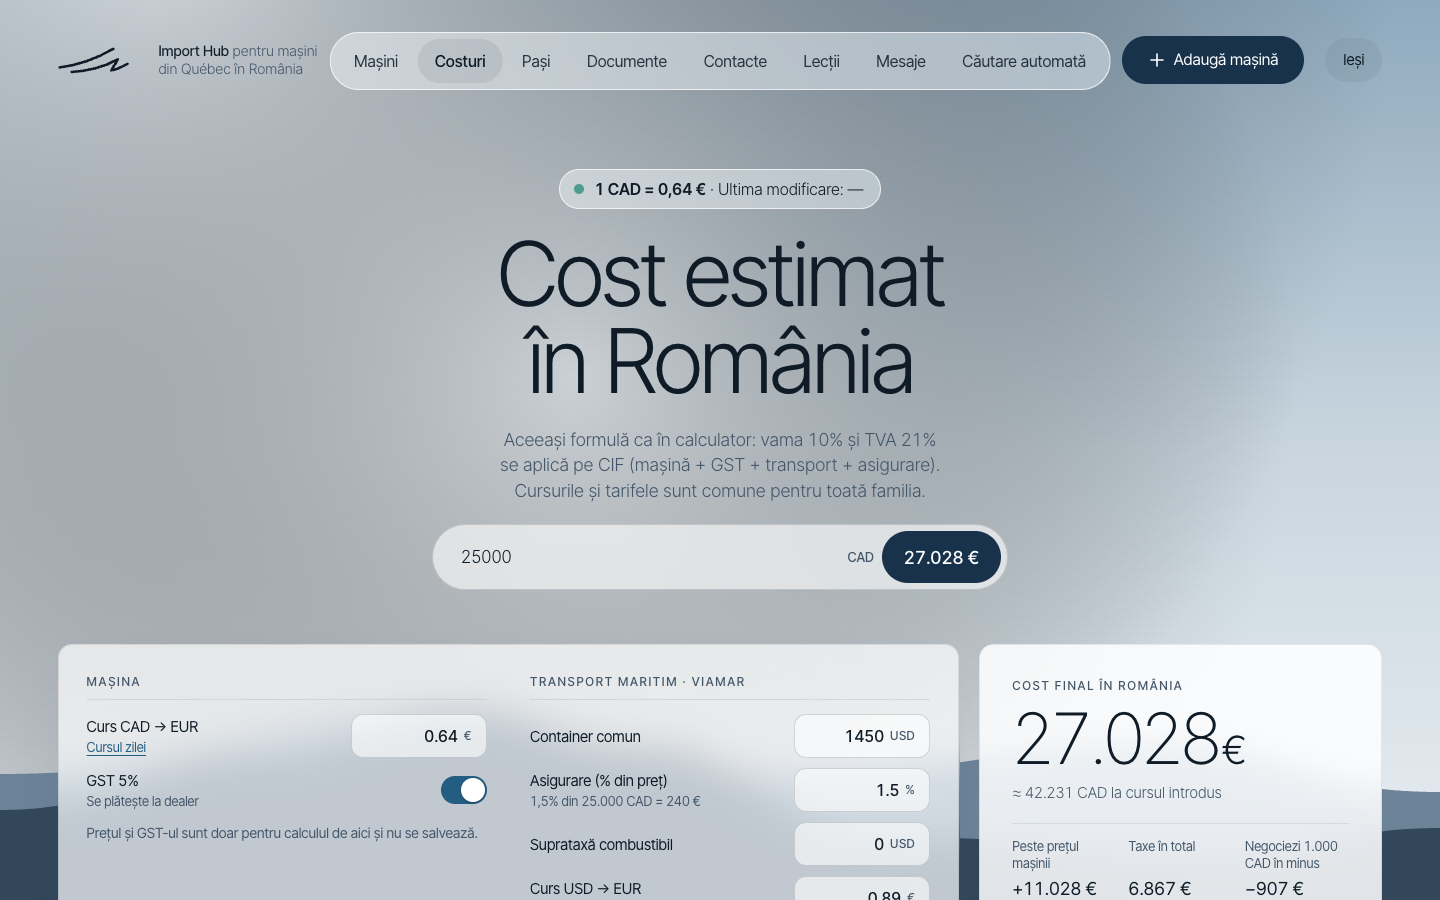 Import Hub pentru mașini
din Québec în România
Mașini
Costuri
Pași
Documente
Contacte
Lecții
Mesaje
Căutare automată
+ Adaugă mașină
Ieși
1 CAD = 0,64 € · Ultima modificare: —
Cost estimat
în România
Aceeași formulă ca în calculator: vama 10% și TVA 21%
se aplică pe CIF (mașină + GST + transport + asigurare).
Cursurile și tarifele sunt comune pentru toată familia.
25000 CAD 27.028 €
MAȘINA
Curs CAD → EUR
Cursul zilei
0.64 €
GST 5%
Se plătește la dealer
Prețul și GST-ul sunt doar pentru calculul de aici și nu se salvează.
TRANSPORT MARITIM · VIAMAR
Container comun
1450 USD
Asigurare (% din preț)
1,5% din 25.000 CAD = 240 €
1.5 %
Suprataxă combustibil
0 USD
Curs USD → EUR
0.89 €
COST FINAL ÎN ROMÂNIA
27.028€
≈ 42.231 CAD la cursul introdus
Peste prețul
mașinii
+11.028 €
Taxe în total
6.867 €
Negociezi 1.000
CAD în minus
−907 €